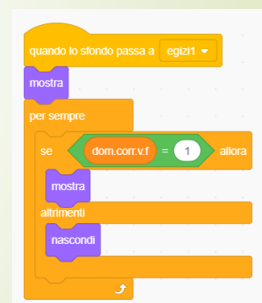 quando lo sfondo passa a egizi1
mostra
per sempre
se dom.corr.v.f = 1 allora
mostra
altrimenti
nascondi